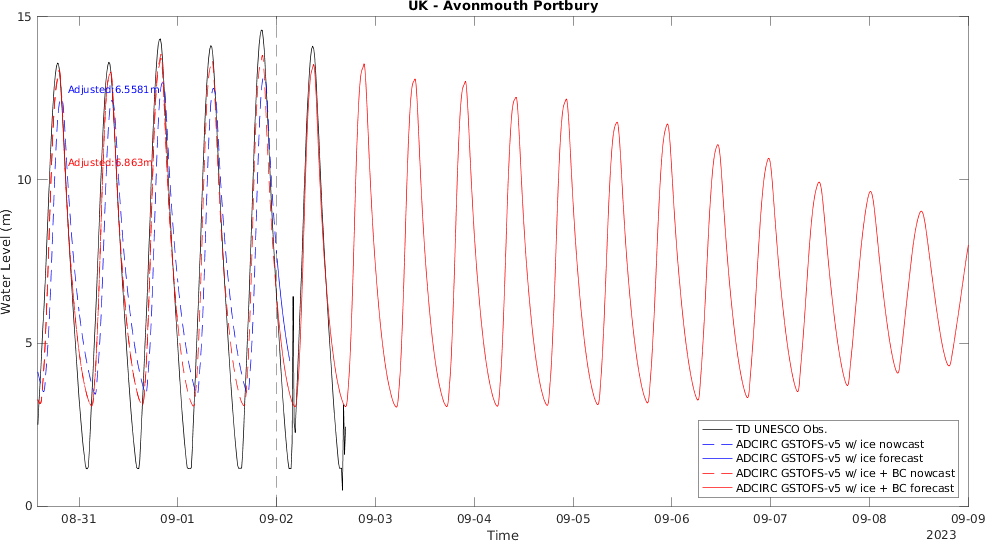 UK - Avonmouth Portbury
15
10
5
0
Water Level (m)
Adjusted:6.5581m
Adjusted:6.863m
TD UNESCO Obs.
ADCIRC GSTOFS-v5 w/ ice nowcast
ADCIRC GSTOFS-v5 w/ ice forecast
ADCIRC GSTOFS-v5 w/ ice + BC nowcast
ADCIRC GSTOFS-v5 w/ ice + BC forecast
08-31 09-01 09-02 09-03 09-04 09-05 09-06 09-07 09-08 09-09
2023
Time